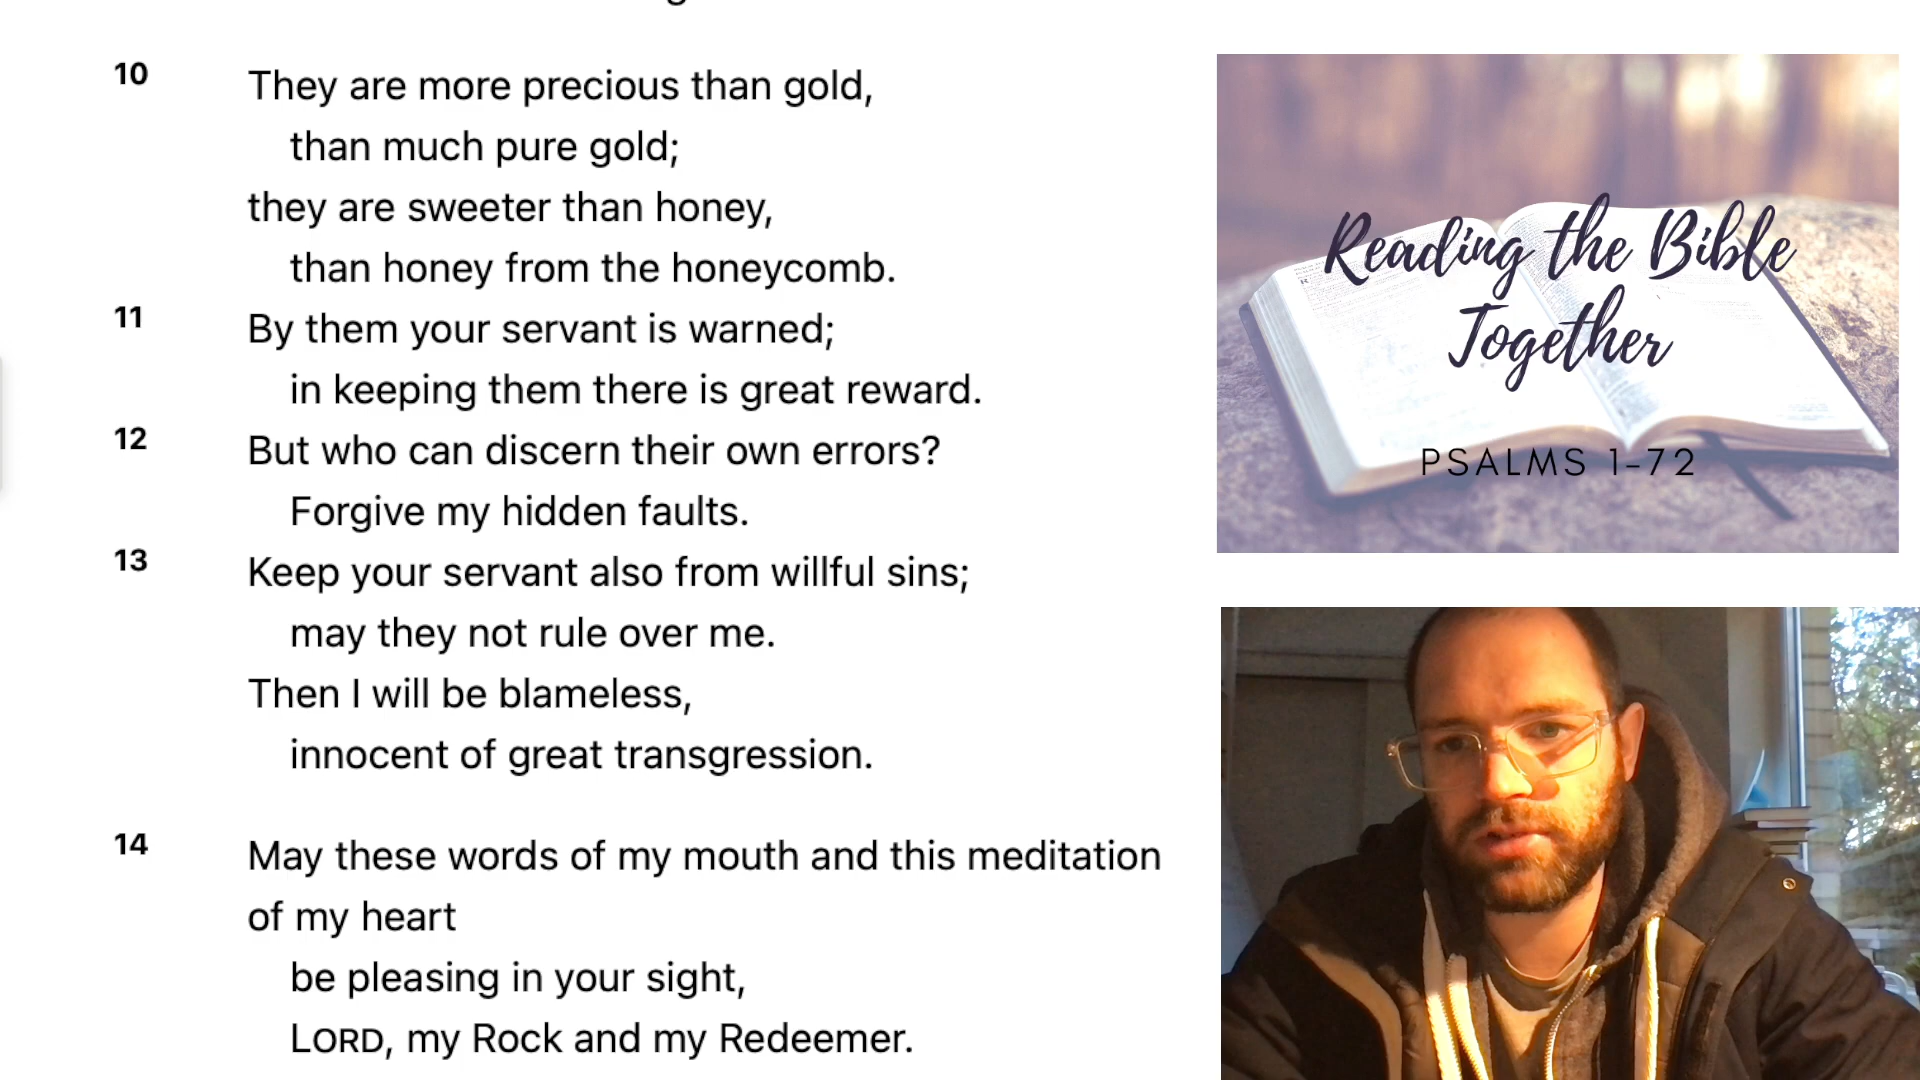 10 They are more precious than gold,
than much pure gold;
they are sweeter than honey,
than honey from the honeycomb.
11 By them your servant is warned;
in keeping them there is great reward.
12 But who can discern their own errors?
Forgive my hidden faults.
13 Keep your servant also from willful sins;
may they not rule over me.
Then I will be blameless,
innocent of great transgression.
14 May these words of my mouth and this meditation
of my heart
be pleasing in your sight,
LORD, my Rock and my Redeemer.
Reading the Bible
Together
PSALMS 1-72